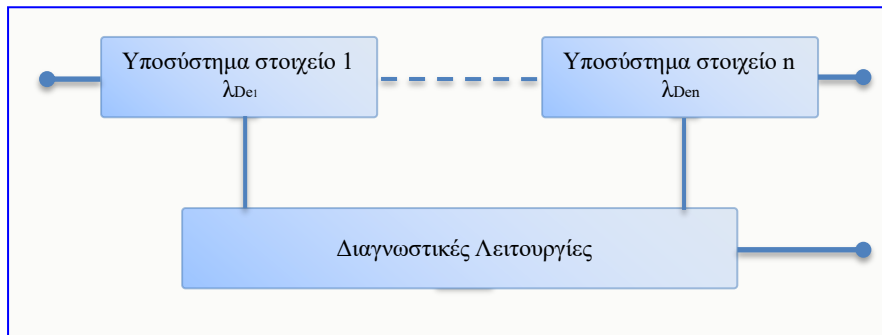 Υποσύστημα στοιχείο 1
λDe1
Υποσύστημα στοιχείο n
λDen
Διαγνωστικές Λειτουργίες